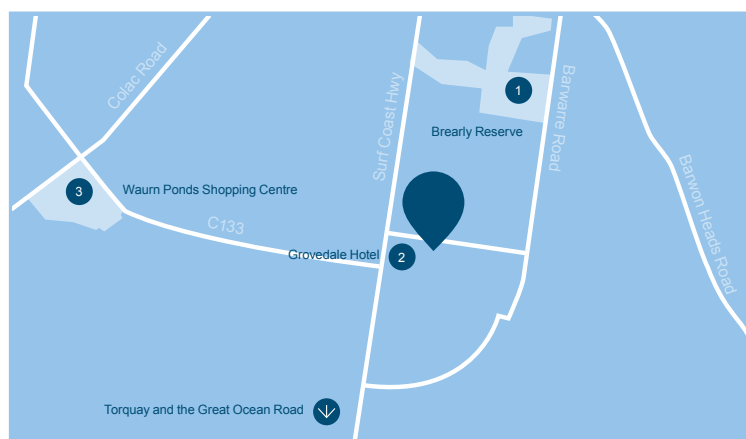 Colac Road
Surf Coast Hwy
Barwarre Road
1
Brearly Reserve
3
Waurn Ponds Shopping Centre
Barwon Heads Road
C133
Grovedale Hotel
2
Torquay and the Great Ocean Road